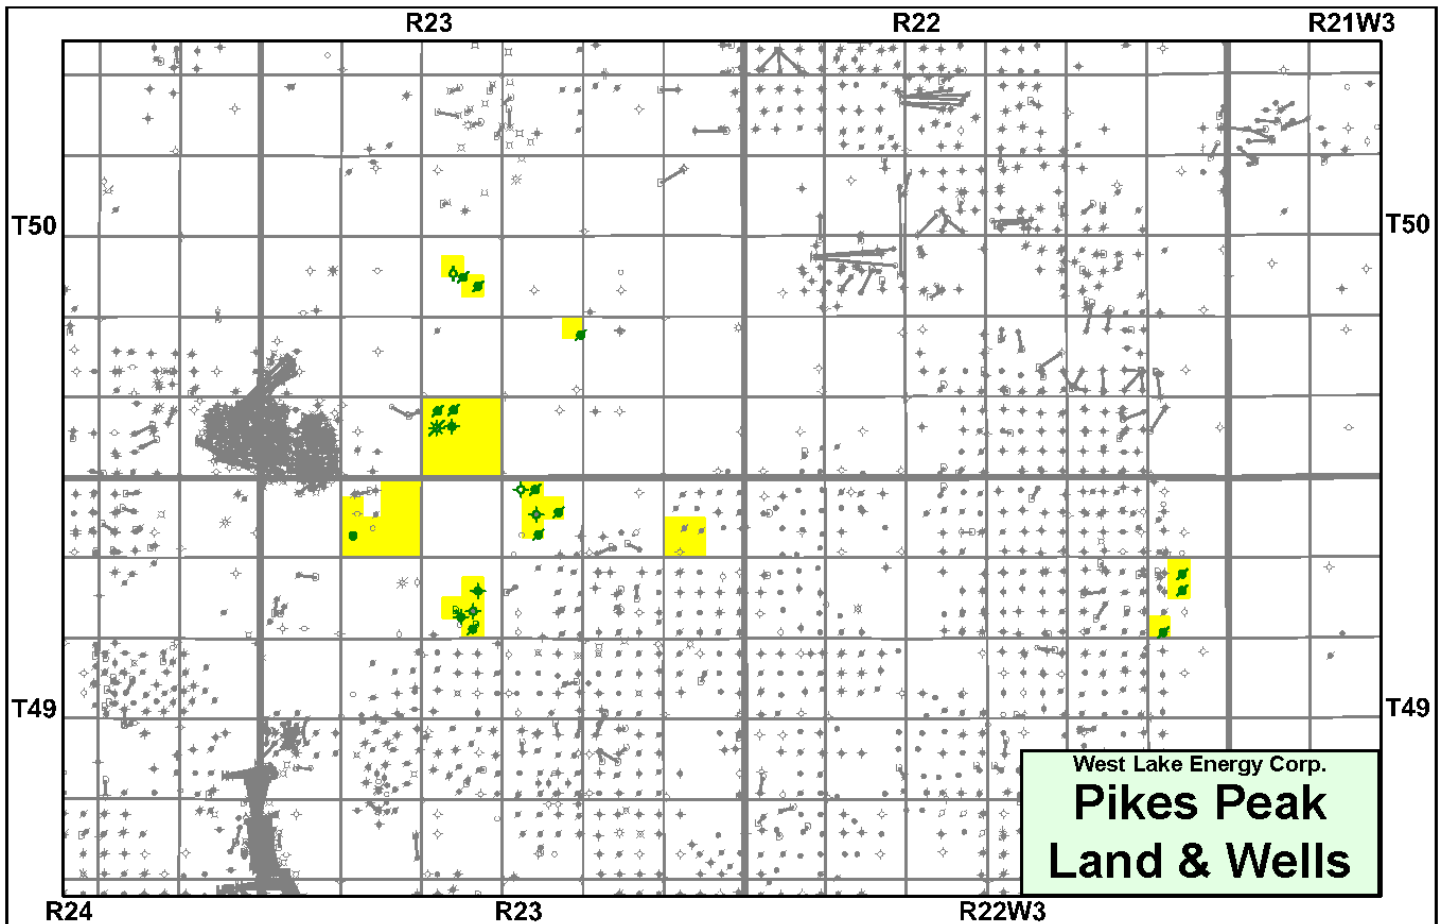 R23 R22 R21W3
T50 T50
T49 T49
West Lake Energy Corp.
Pikes Peak
Land & Wells
R24 R23 R22W3